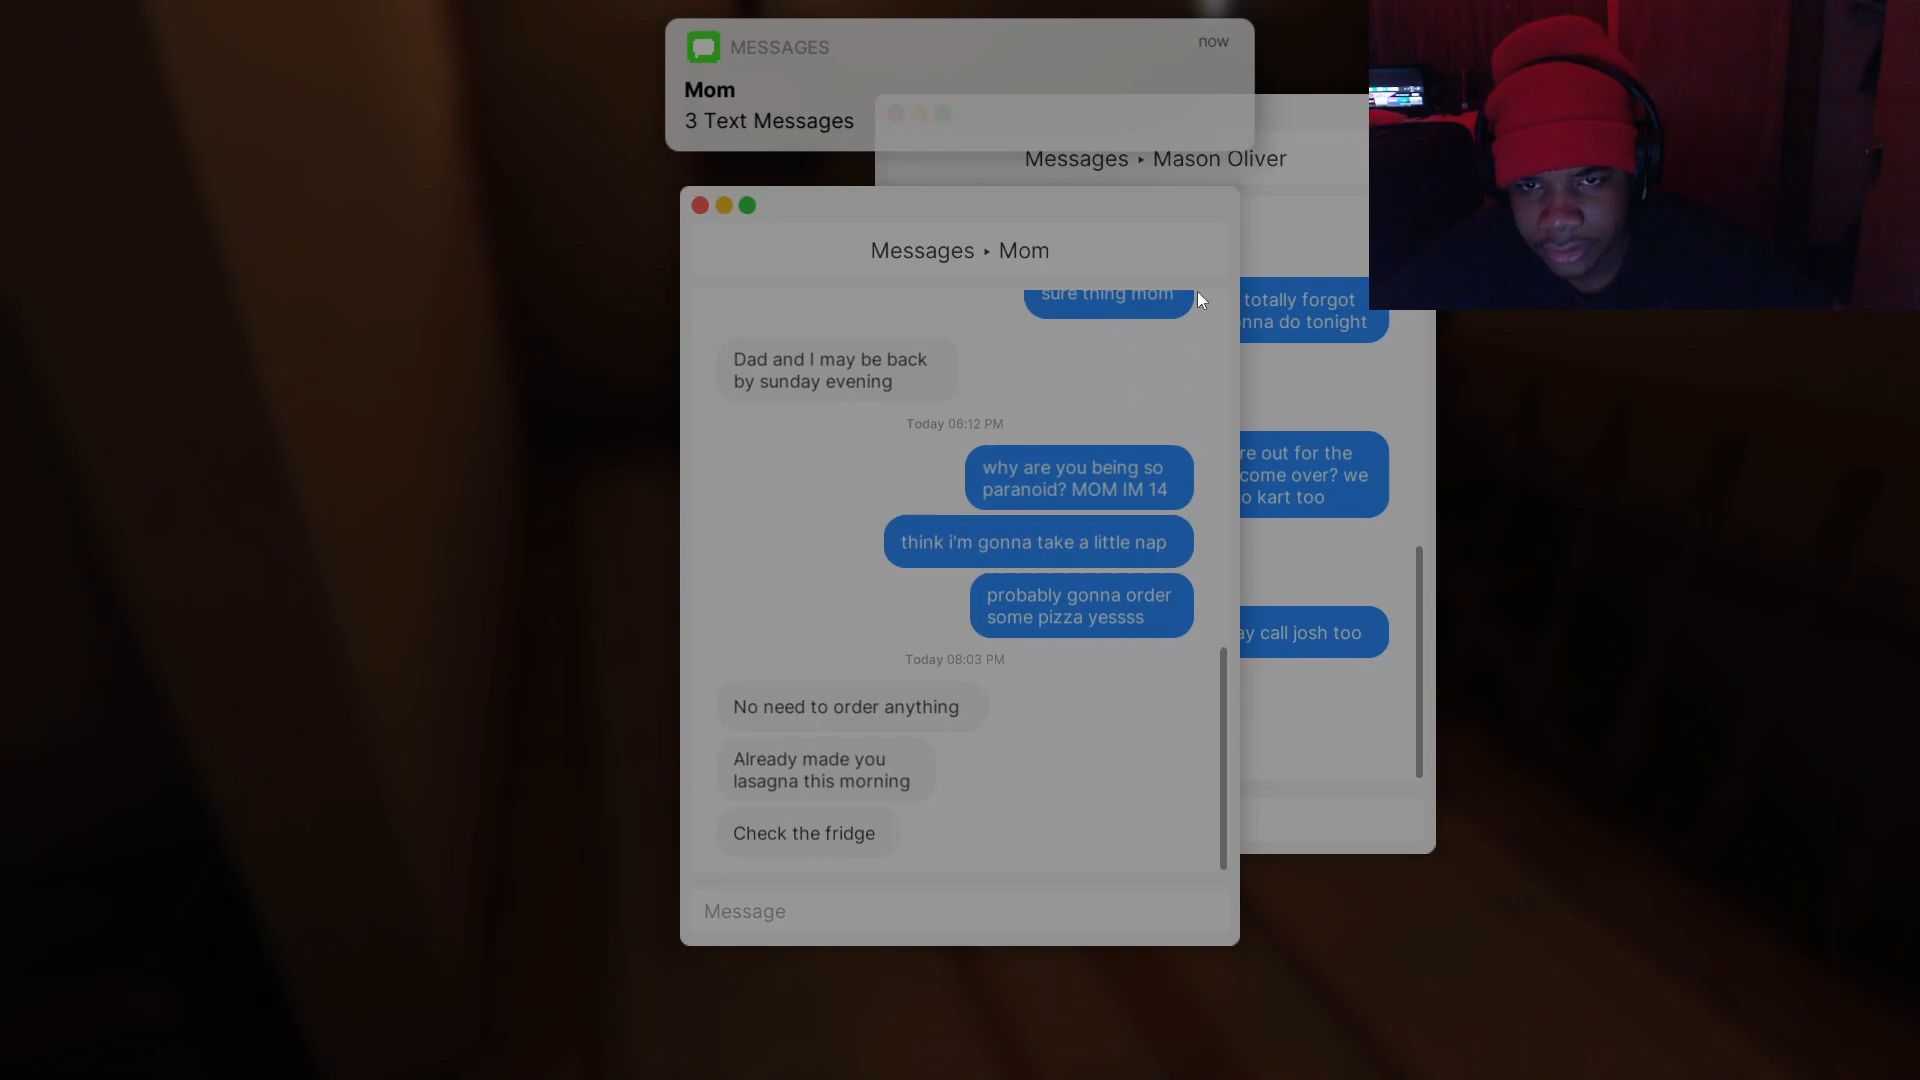 MESSAGES
now
Mom
3 Text Messages
Messages ‣ Mason Oliver
Messages ‣ Mom
sure thing mom
totally forgot
nna do tonight
Dad and I may be back
by sunday evening
Today 06:12 PM
why are you being so
paranoid? MOM IM 14
re out for the
come over? we
o kart too
think i'm gonna take a little nap
probably gonna order
some pizza yessss
ay call josh too
Today 08:03 PM
No need to order anything
Already made you
lasagna this morning
Check the fridge
Message